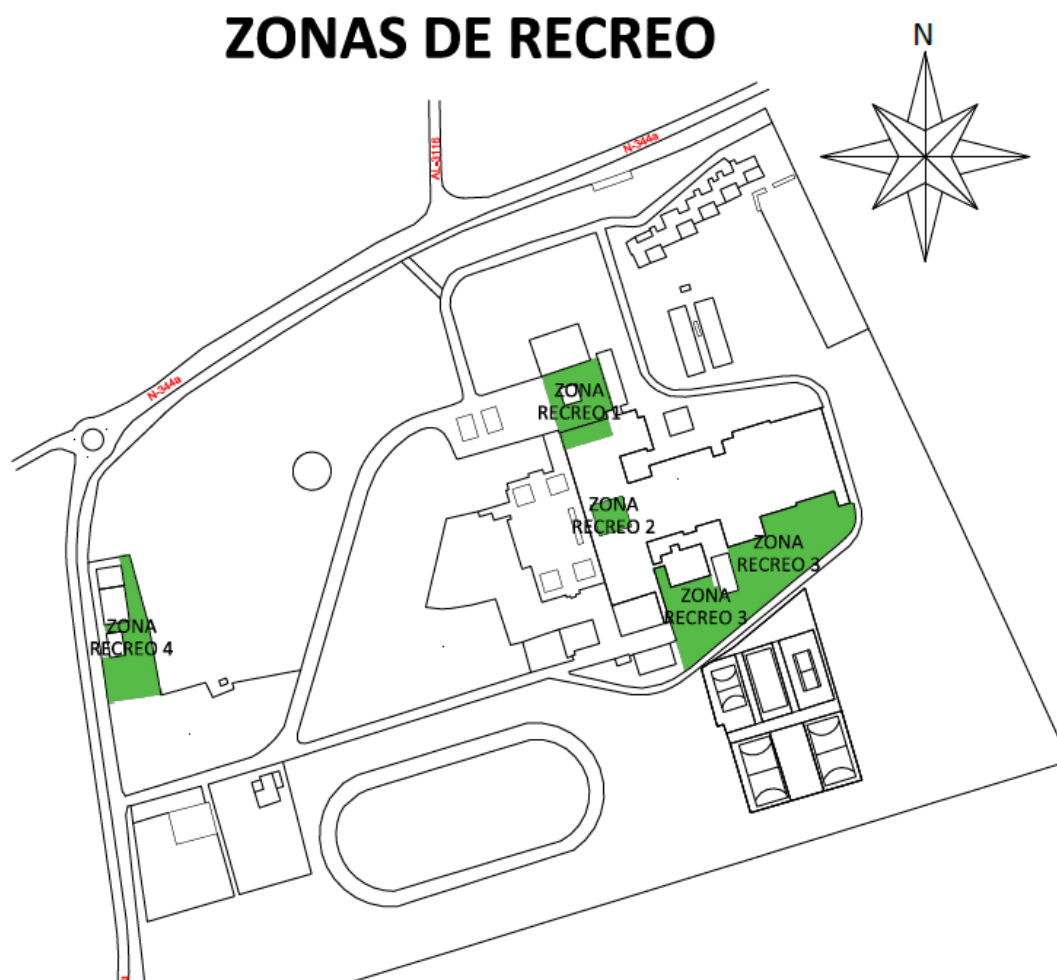 ZONAS DE RECREO
N
AL-3116
N-344a
N-344a
ZONA
RECREO 1
ZONA
RECREO 2
ZONA
RECREO 3
ZONA
RECREO 3
ZONA
RECREO 4